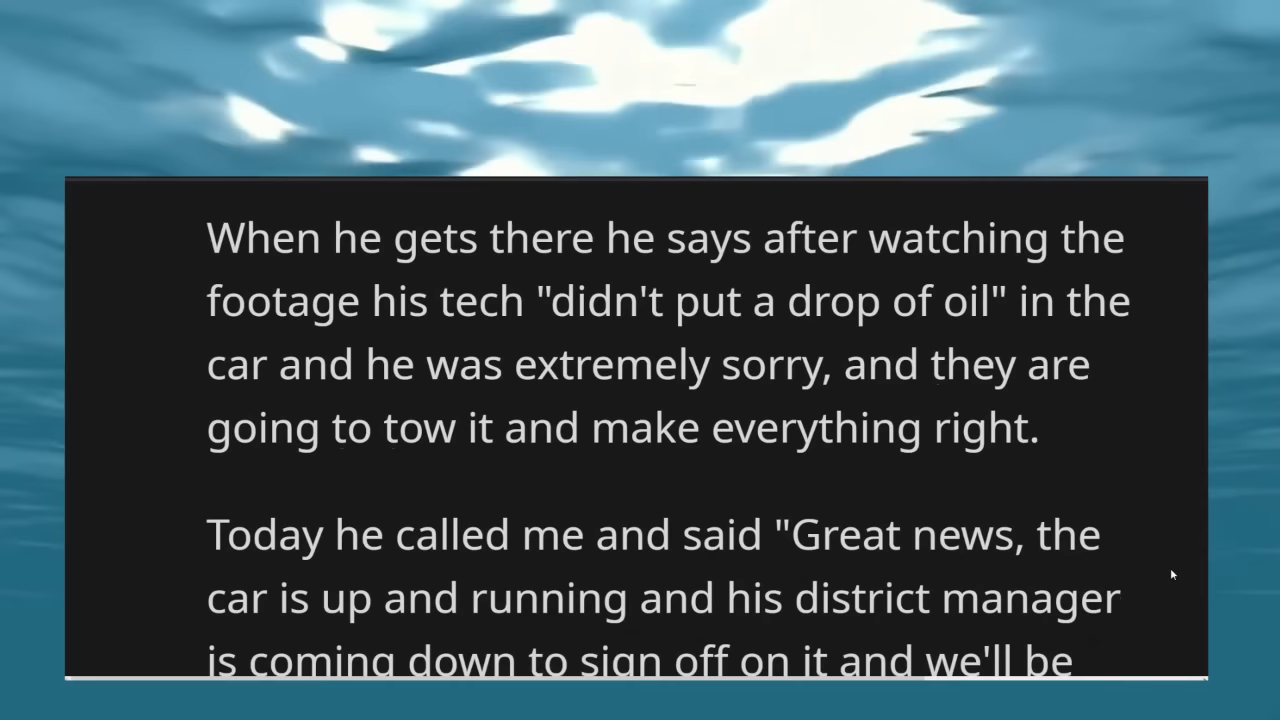 When he gets there he says after watching the
footage his tech "didn't put a drop of oil" in the
car and he was extremely sorry, and they are
going to tow it and make everything right.
Today he called me and said "Great news, the
car is up and running and his district manager
is coming down to sign off on it and we'll be